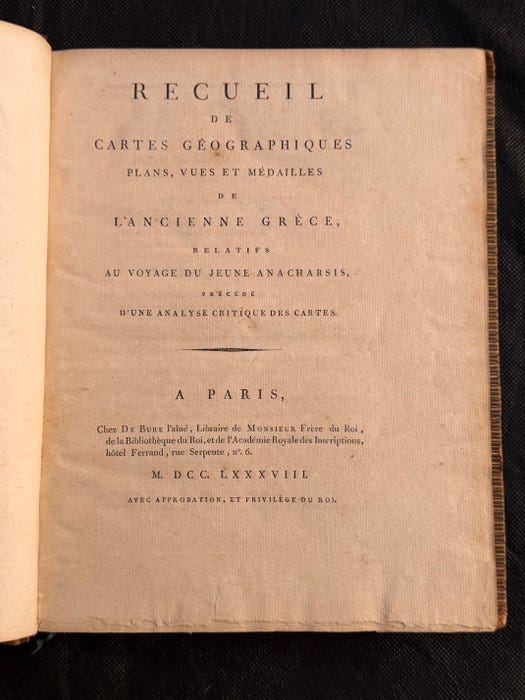 RECUEIL
DE
CARTES GÉOGRAPHIQUES
PLANS, VUES ET MÉDAILLES
DE
L'ANCIENNE GRÈCE,
RELATIFS
AU VOYAGE DU JEUNE ANACHARSIS,
PRÉCÉDÉ
D'UNE ANALYSE CRITIQUE DES CARTES.
A PARIS,
Chez DE BURE l'aîné, Libraire de MONSIEUR Frère du Roi,
de la Bibliothèque du Roi, et de l'Académie Royale des Inscriptions,
hôtel Ferrand, rue Serpente, nº. 6.
M. DCC. LXXXVIII.
AVEC APPROBATION, ET PRIVILÈGE DU ROI.